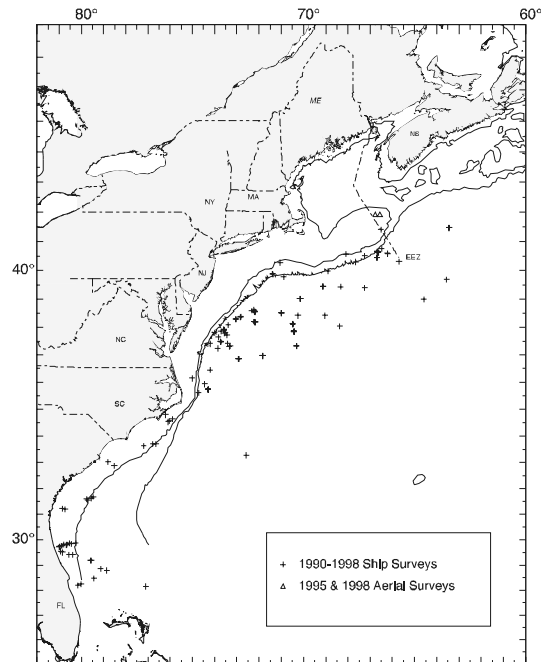 80° 70° 60°
ME
NB
NY
MA
NJ
EEZ
40°
NC
SC
30°
+ 1990-1998 Ship Surveys
△ 1995 & 1998 Aerial Surveys
FL